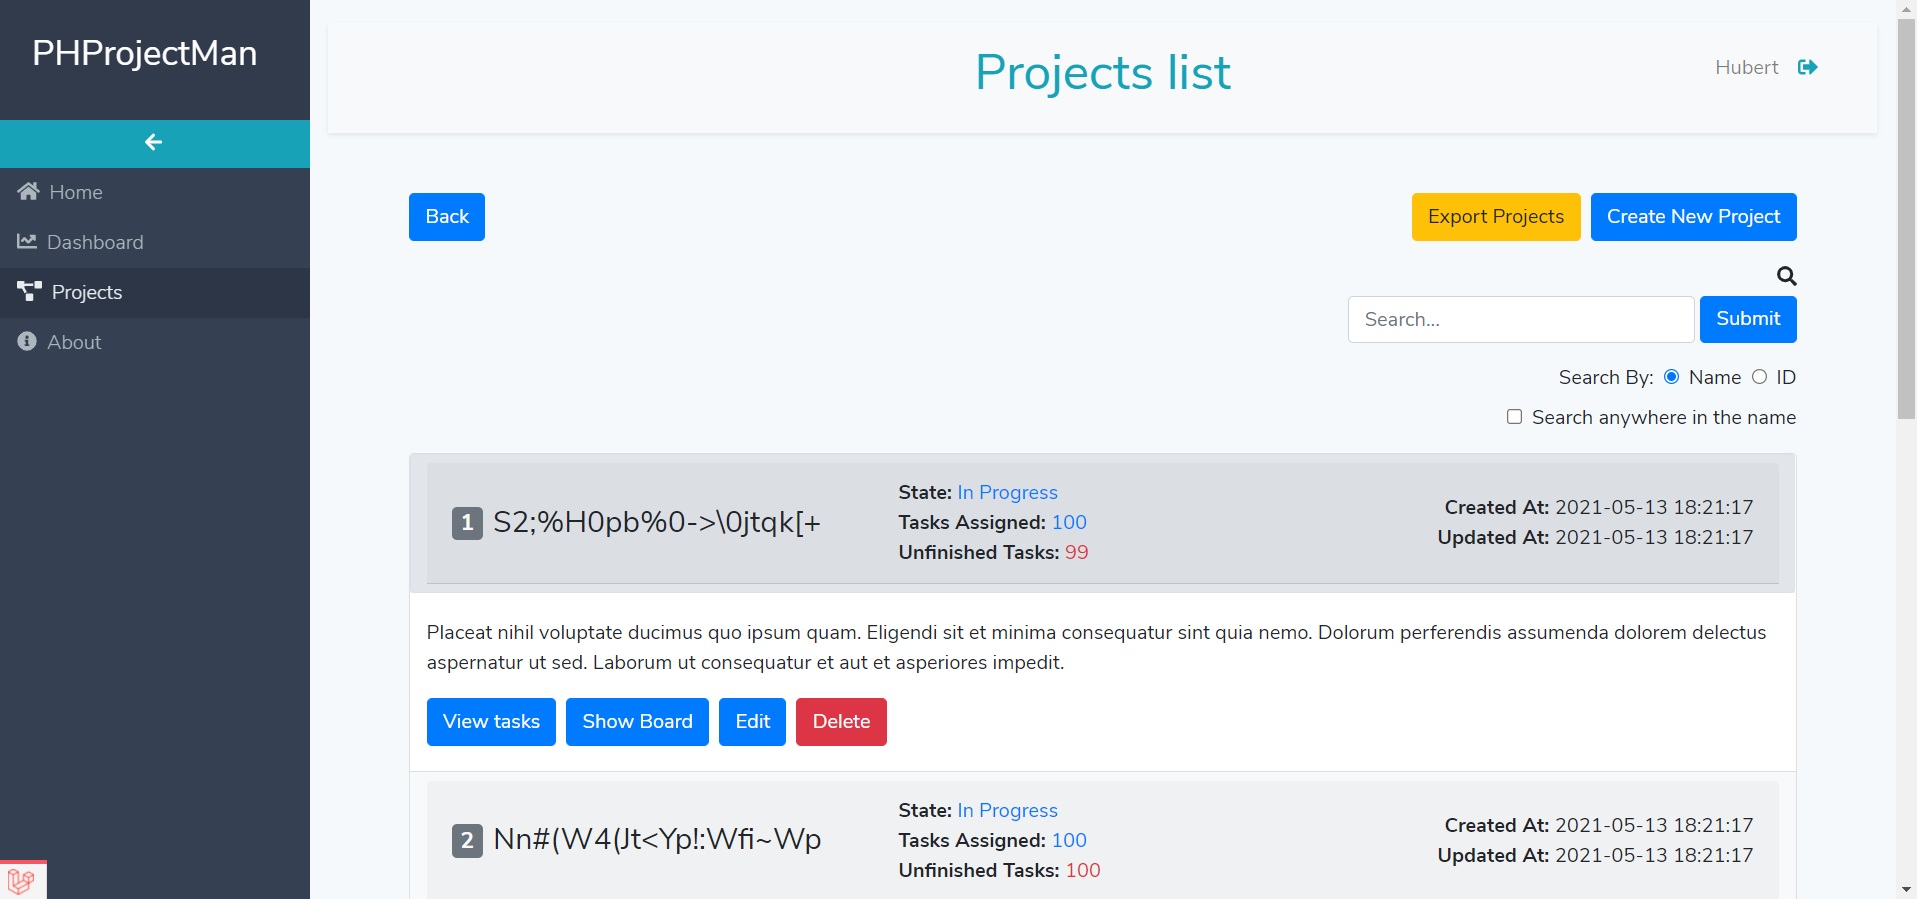 PHProjectMan
Home
Dashboard
Projects
About
Projects list
Hubert
Back
Export Projects
Create New Project
Search...
Submit
Search By: Name ID
Search anywhere in the name
1 S2;%H0pb%0->\0jtqk[+
State: In Progress
Tasks Assigned: 100
Unfinished Tasks: 99
Created At: 2021-05-13 18:21:17
Updated At: 2021-05-13 18:21:17
Placeat nihil voluptate ducimus quo ipsum quam. Eligendi sit et minima consequatur sint quia nemo. Dolorum perferendis assumenda dolorem delectus
aspernatur ut sed. Laborum ut consequatur et aut et asperiores impedit.
View tasks
Show Board
Edit
Delete
2 Nn#(W4(Jt<Yp!:Wfi~Wp
State: In Progress
Tasks Assigned: 100
Unfinished Tasks: 100
Created At: 2021-05-13 18:21:17
Updated At: 2021-05-13 18:21:17